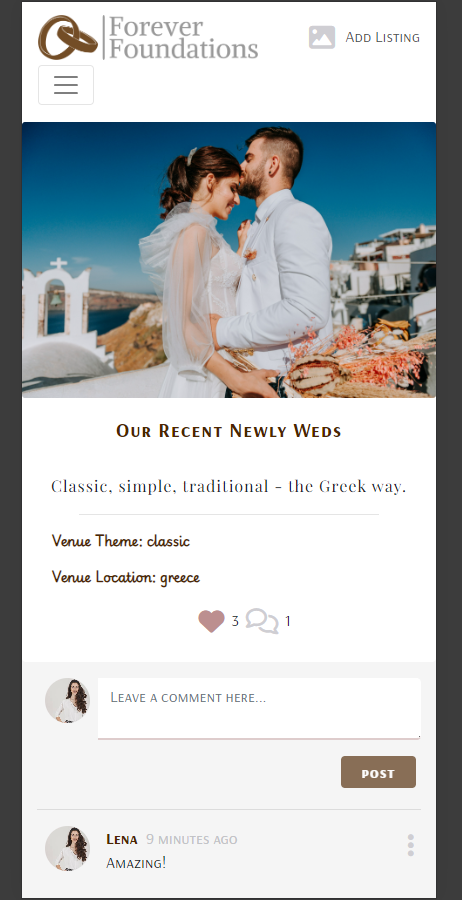 Forever
Foundations
Add Listing
Our Recent Newly Weds
Classic, simple, traditional - the Greek way.
Venue Theme: classic
Venue Location: greece
3 1
Leave a comment here...
POST
Lena 9 minutes ago
Amazing!